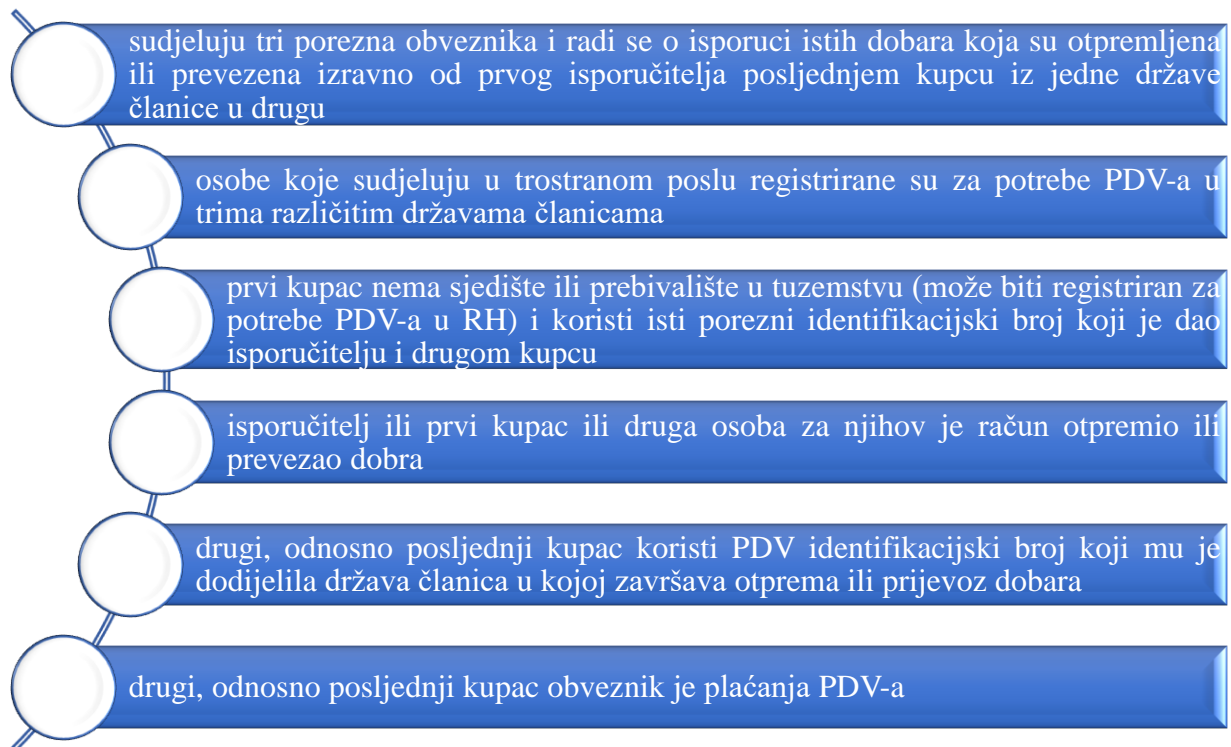 sudjeluju tri porezna obveznika i radi se o isporuci istih dobara koja su otpremljena
ili prevezena izravno od prvog isporučitelja posljednjem kupcu iz jedne države
članice u drugu
osobe koje sudjeluju u trostranom poslu registrirane su za potrebe PDV-a u
trima različitim državama članicama
prvi kupac nema sjedište ili prebivalište u tuzemstvu (može biti registriran za
potrebe PDV-a u RH) i koristi isti porezni identifikacijski broj koji je dao
isporučitelju i drugom kupcu
isporučitelj ili prvi kupac ili druga osoba za njihov je račun otpremio ili
prevezao dobra
drugi, odnosno posljednji kupac koristi PDV identifikacijski broj koji mu je
dodijelila država članica u kojoj završava otprema ili prijevoz dobara
drugi, odnosno posljednji kupac obveznik je plaćanja PDV-a